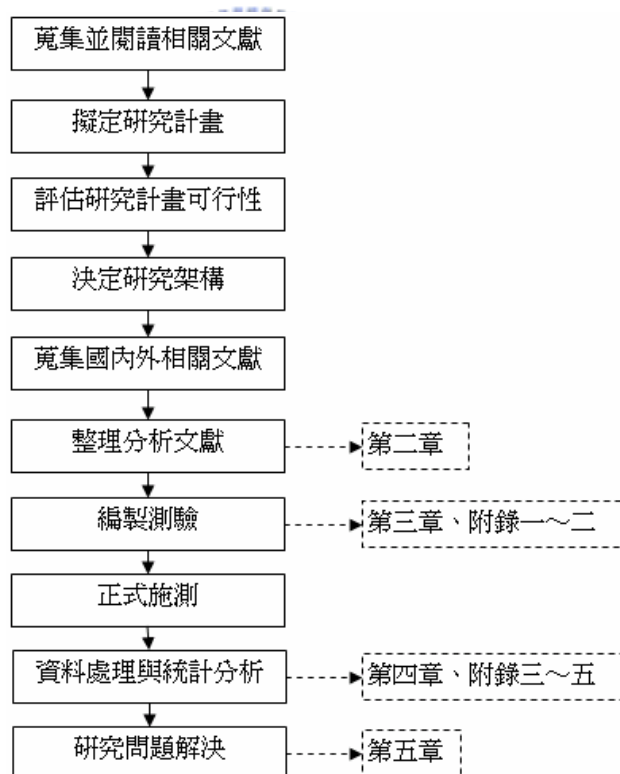 蒐集並閱讀相關文獻
擬定研究計畫
評估研究計畫可行性
決定研究架構
蒐集國內外相關文獻
整理分析文獻
第二章
編製測驗
第三章、附錄一～二
正式施測
資料處理與統計分析
第四章、附錄三～五
研究問題解決
第五章